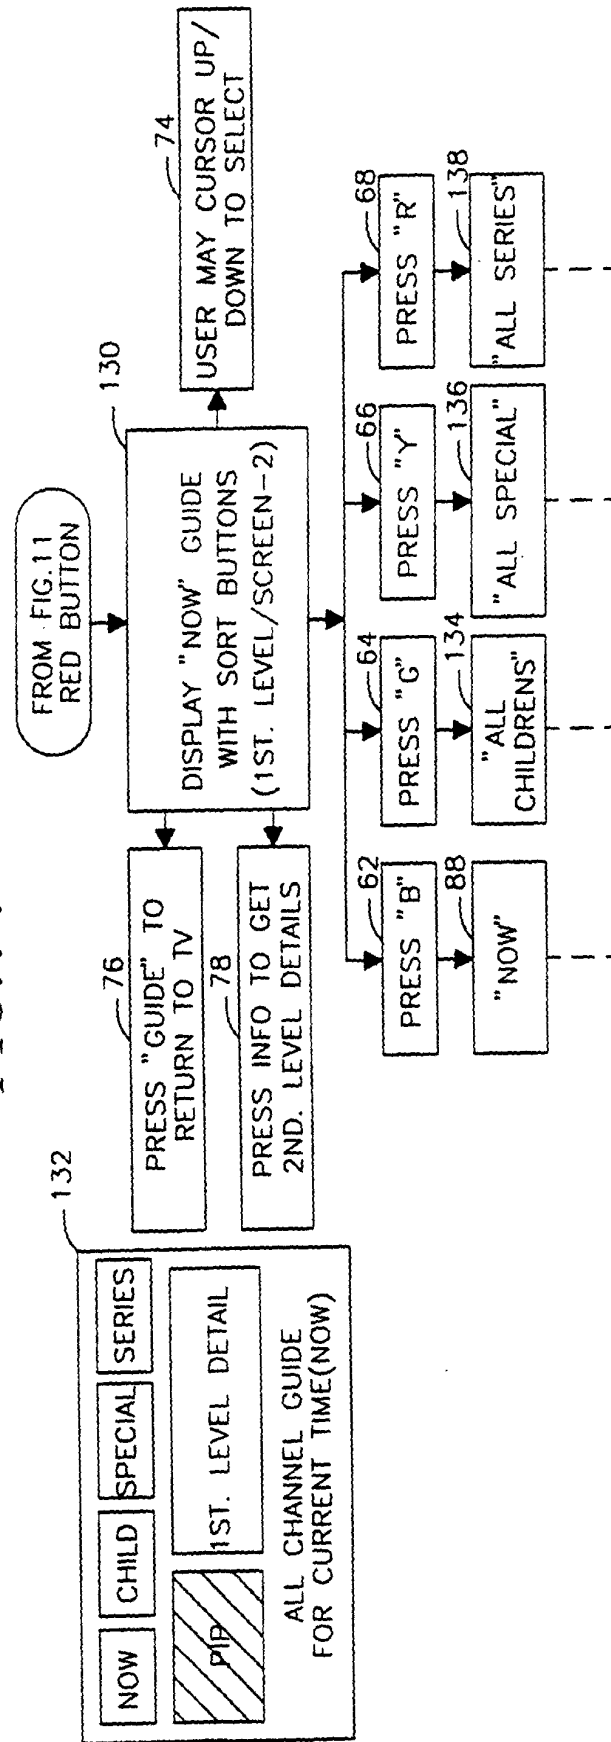 FROM FIG.11
RED BUTTON
130
DISPLAY "NOW" GUIDE
WITH SORT BUTTONS
(1ST. LEVEL/SCREEN-2)
74
USER MAY CURSOR UP/
DOWN TO SELECT
76
PRESS "GUIDE" TO
RETURN TO TV
78
PRESS INFO TO GET
2ND. LEVEL DETAILS
132
NOW
CHILD
SPECIAL
SERIES
PIP
1ST. LEVEL DETAIL
ALL CHANNEL GUIDE
FOR CURRENT TIME(NOW)
62
PRESS "B"
64
PRESS "G"
66
PRESS "Y"
68
PRESS "R"
88
"NOW"
134
"ALL
CHILDRENS"
136
"ALL SPECIAL"
138
"ALL SERIES"